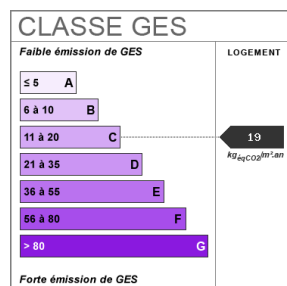 CLASSE GES
Faible émission de GES
LOGEMENT
≤ 5 A
6 à 10 B
11 à 20 C
19
kgéqCO2/m².an
21 à 35 D
36 à 55 E
56 à 80 F
> 80 G
Forte émission de GES